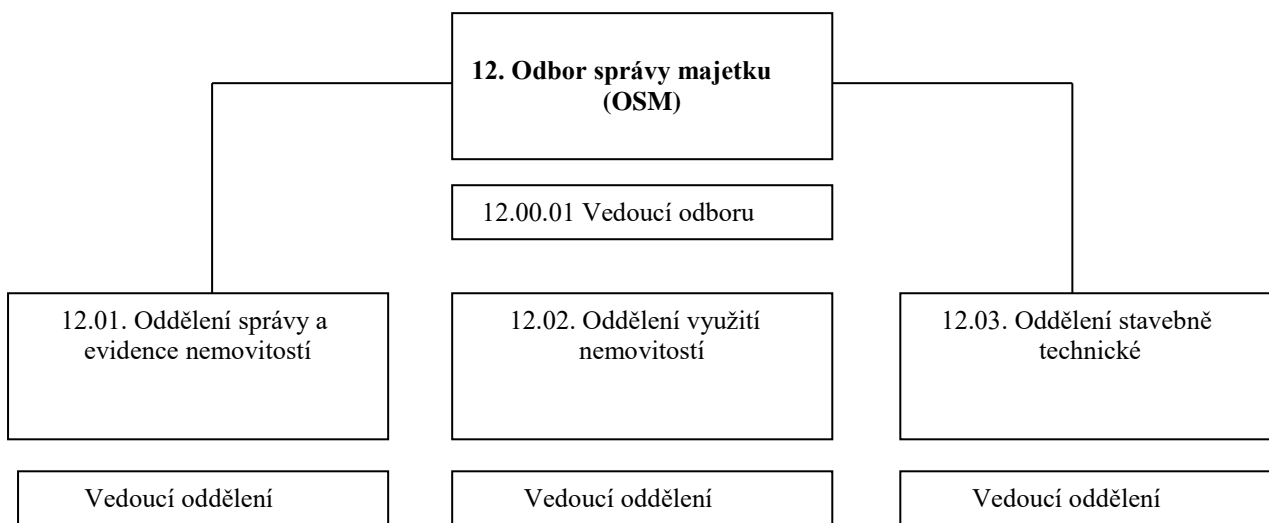 12. Odbor správy majetku
(OSM)
12.00.01 Vedoucí odboru
12.01. Oddělení správy a
evidence nemovitostí
12.02. Oddělení využití
nemovitostí
12.03. Oddělení stavebně
technické
Vedoucí oddělení
Vedoucí oddělení
Vedoucí oddělení